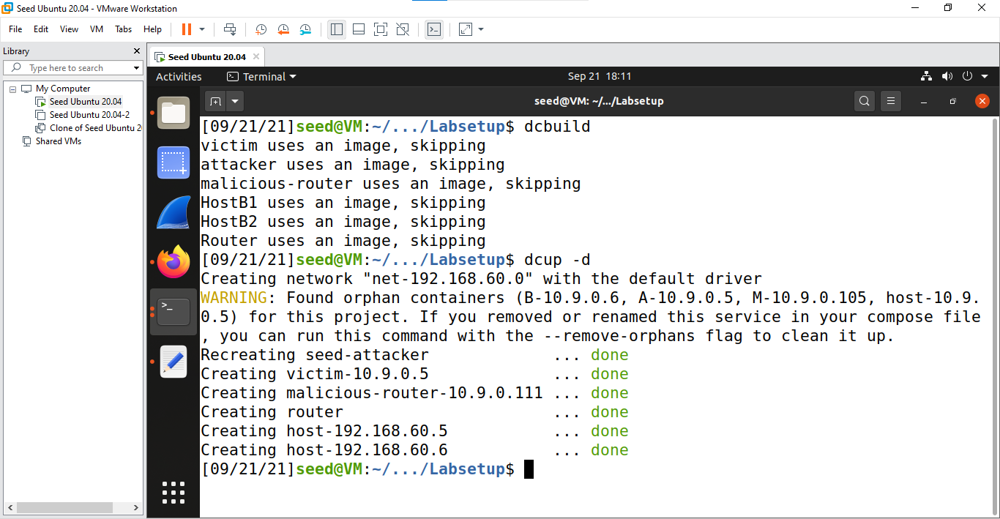 Seed Ubuntu 20.04 - VMware Workstation
File Edit View VM Tabs Help
Library
Type here to search
My Computer
Seed Ubuntu 20.04
Seed Ubuntu 20.04-2
Clone of Seed Ubuntu 2
Shared VMs
Seed Ubuntu 20.04
Activities Terminal Sep 21 18:11
seed@VM: ~/.../Labsetup
[09/21/21]seed@VM:~/.../Labsetup$ dcbuild
victim uses an image, skipping
attacker uses an image, skipping
malicious-router uses an image, skipping
HostB1 uses an image, skipping
HostB2 uses an image, skipping
Router uses an image, skipping
[09/21/21]seed@VM:~/.../Labsetup$ dcup -d
Creating network "net-192.168.60.0" with the default driver
WARNING: Found orphan containers (B-10.9.0.6, A-10.9.0.5, M-10.9.0.105, host-10.9.
0.5) for this project. If you removed or renamed this service in your compose file
, you can run this command with the --remove-orphans flag to clean it up.
Recreating seed-attacker ... done
Creating victim-10.9.0.5 ... done
Creating malicious-router-10.9.0.111 ... done
Creating router ... done
Creating host-192.168.60.5 ... done
Creating host-192.168.60.6 ... done
[09/21/21]seed@VM:~/.../Labsetup$